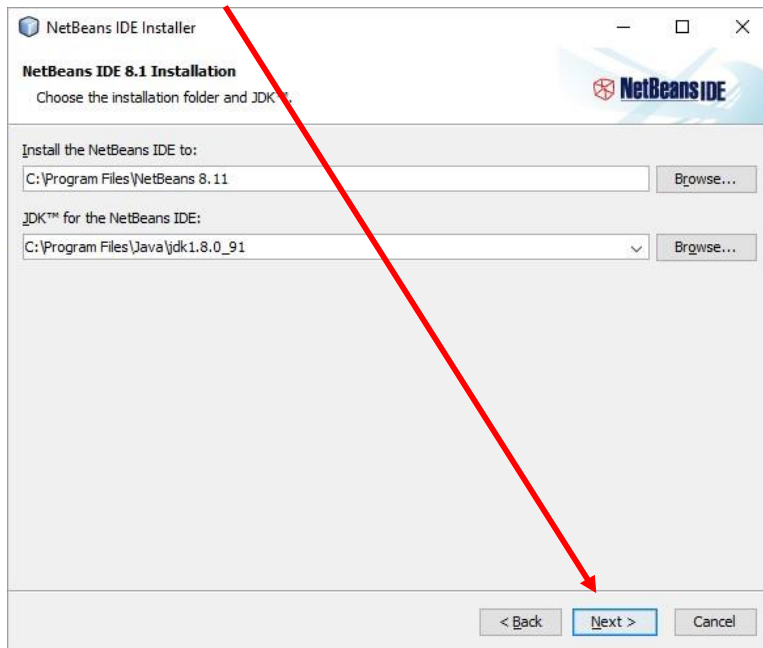 NetBeans IDE Installer
NetBeans IDE 8.1 Installation
Choose the installation folder and JDK™.
NetBeans IDE
Install the NetBeans IDE to:
C:\Program Files\NetBeans 8.11
Browse...
JDK™ for the NetBeans IDE:
C:\Program Files\Java\jdk1.8.0_91
Browse...
< Back
Next >
Cancel